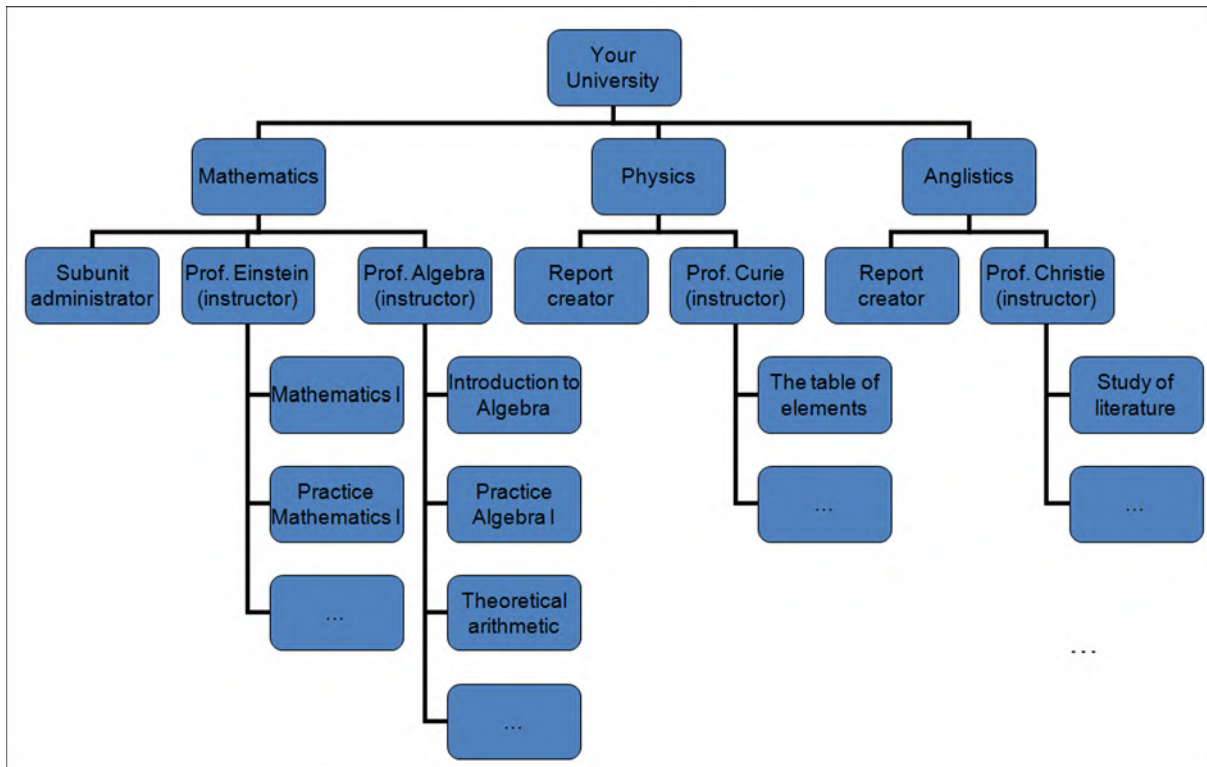 Your
University
Mathematics
Physics
Anglistics
Subunit
administrator
Prof. Einstein
(instructor)
Prof. Algebra
(instructor)
Report
creator
Prof. Curie
(instructor)
Report
creator
Prof. Christie
(instructor)
Mathematics I
Introduction to
Algebra
The table of
elements
Study of
literature
Practice
Mathematics I
Practice
Algebra I
...
...
...
Theoretical
arithmetic
...
...